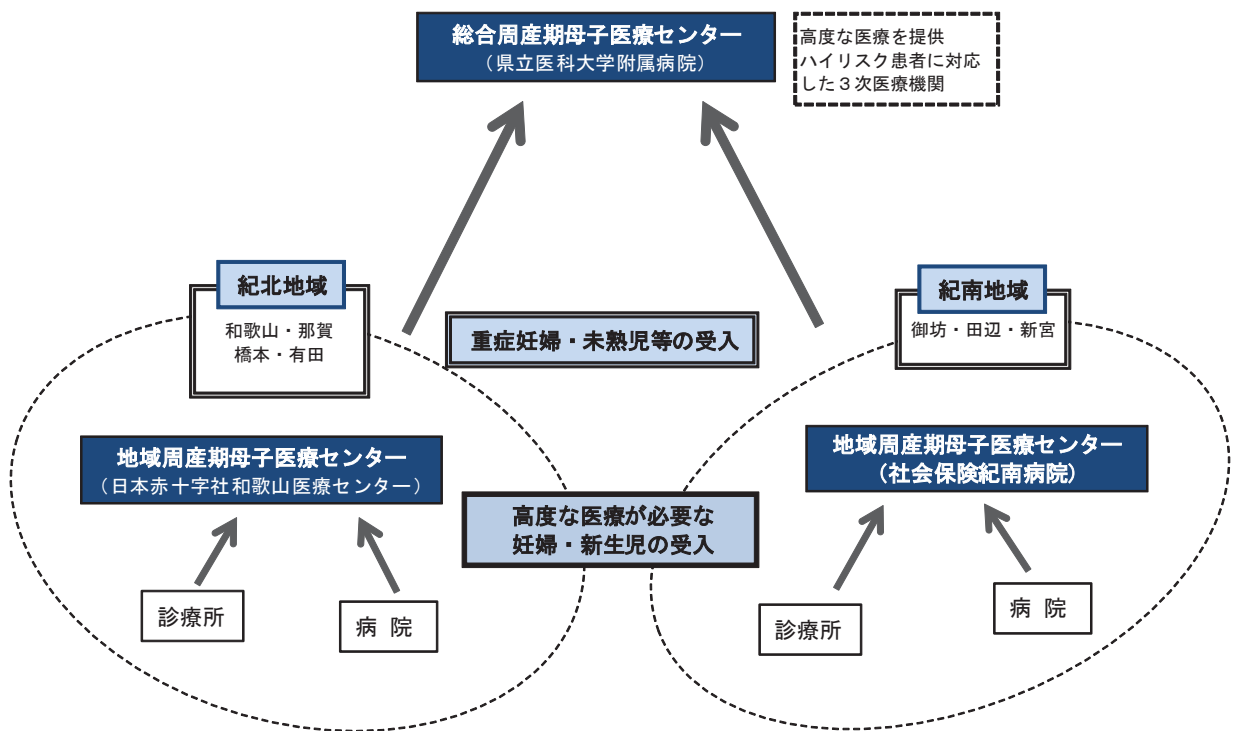 総合周産期母子医療センター
（県立医科大学附属病院）
高度な医療を提供
ハイリスク患者に対応
した３次医療機関
紀北地域
和歌山・那賀
橋本・有田
重症妊婦・未熟児等の受入
紀南地域
御坊・田辺・新宮
地域周産期母子医療センター
（日本赤十字社和歌山医療センター）
地域周産期母子医療センター
（社会保険紀南病院）
高度な医療が必要な
妊婦・新生児の受入
診療所
病 院
診療所
病 院